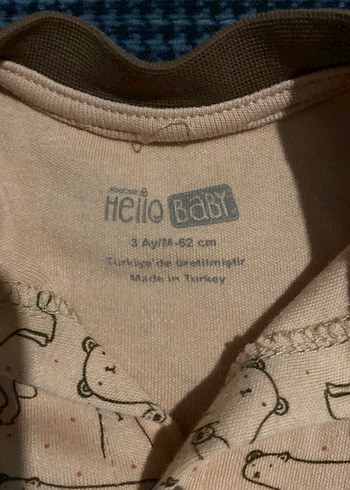 Hello BABY
3 Ay/M-62 cm
Türkiye'de üretilmiştir
Made in Turkey